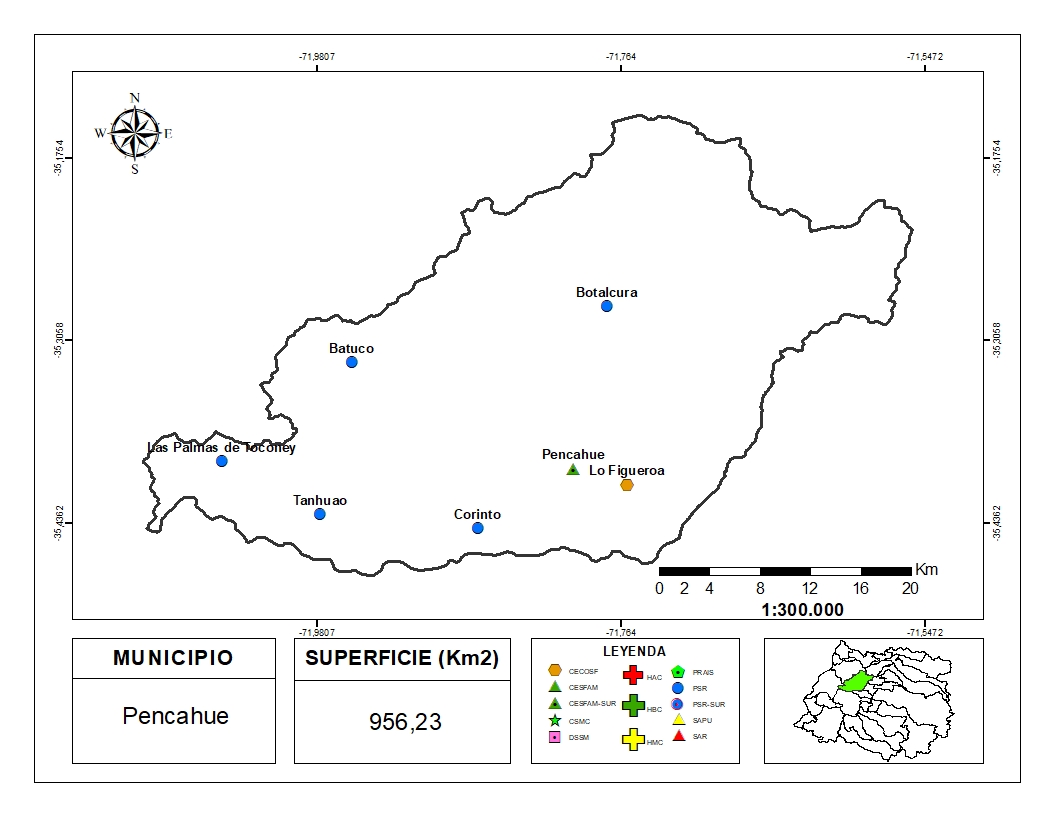 -71,9807 -71,764 -71,5472
N
W E
S
-35,1754 -35,1754
Botalcura
-35,3058 -35,3058
Batuco
Las Palmas de Toconey
Pencahue
Lo Figueroa
Tanhuao
Corinto
-35,4362 -35,4362
Km
0 2 4 8 12 16 20
1:300.000
-71,9807 -71,764 -71,5472
MUNICIPIO
Pencahue
SUPERFICIE (Km2)
956,23
LEYENDA
CECOSF
CESFAM
CESFAM-SUR
CSMC
DSSM
HAC
HBC
HMC
PRAIS
PSR
PSR-SUR
SAPU
SAR